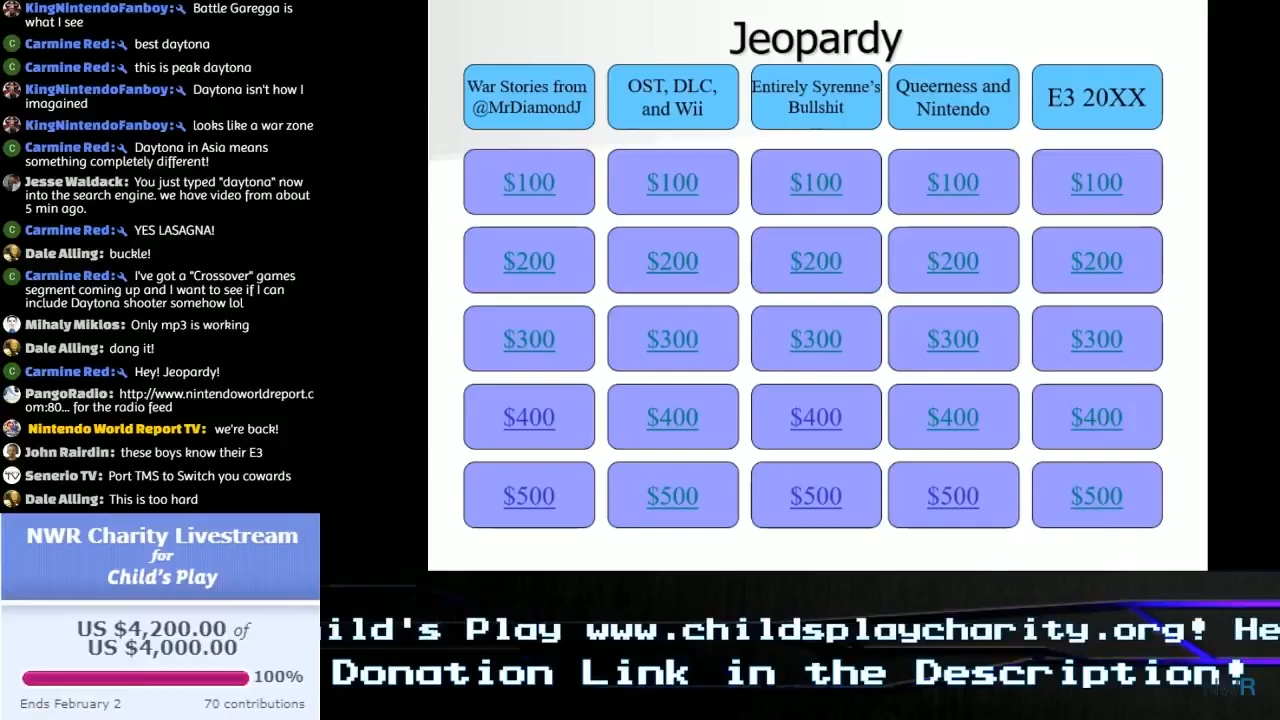 KingNintendoFanboy: Battle Garegga is
what I see
Carmine Red: best daytona
Carmine Red: this is peak daytona
KingNintendoFanboy: Daytona isn't how I
imagained
KingNintendoFanboy: looks like a war zone
Carmine Red: Daytona in Asia means
something completely different!
Jesse Waldack: You just typed "daytona" now
into the search engine. we have video from about
5 min ago.
Carmine Red: YES LASAGNA!
Dale Alling: buckle!
Carmine Red: I've got a "Crossover" games
segment coming up and I want to see if I can
include Daytona shooter somehow lol
Mihaly Miklos: Only mp3 is working
Dale Alling: dang it!
Carmine Red: Hey! Jeopardy!
PangoRadio: http://www.nintendoworldreport.c
om:80... for the radio feed
Nintendo World Report TV: we're back!
John Rairdin: these boys know their E3
Senerio TV: Port TMS to Switch you cowards
Dale Alling: This is too hard
NWR Charity Livestream
for
Child's Play
US $4,200.00 of
US $4,000.00
100%
Ends February 2 70 contributions
Jeopardy
War Stories from
@MrDiamondJ
OST, DLC,
and Wii
Entirely Syrenne's
Bullshit
Queerness and
Nintendo
E3 20XX
$100 $100 $100 $100 $100
$200 $200 $200 $200 $200
$300 $300 $300 $300 $300
$400 $400 $400 $400 $400
$500 $500 $500 $500 $500
ild's Play www.childsplaycharity.org! He
Donation Link in the Description!
NWR